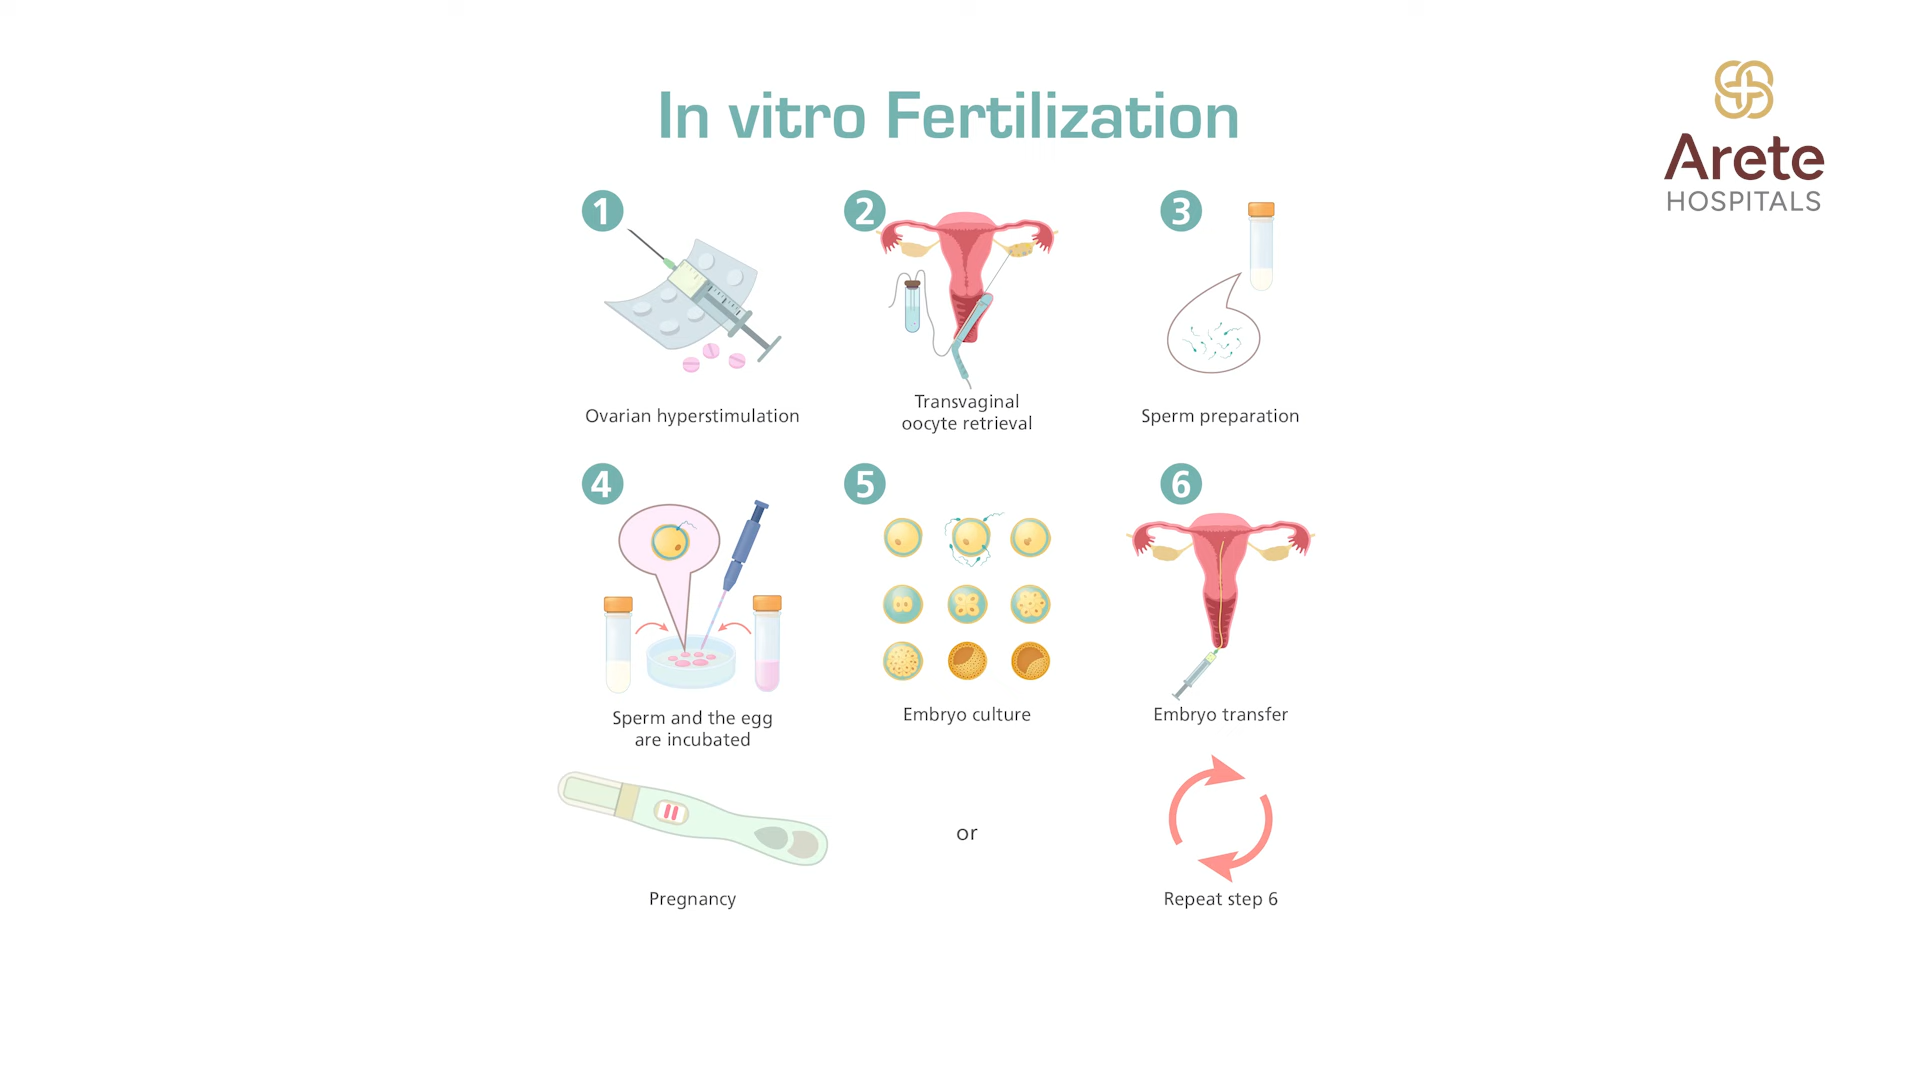 In vitro Fertilization
Arete
HOSPITALS
1
2
3
Ovarian hyperstimulation
Transvaginal
oocyte retrieval
Sperm preparation
4
5
6
Sperm and the egg
are incubated
Embryo culture
Embryo transfer
Pregnancy
or
Repeat step 6